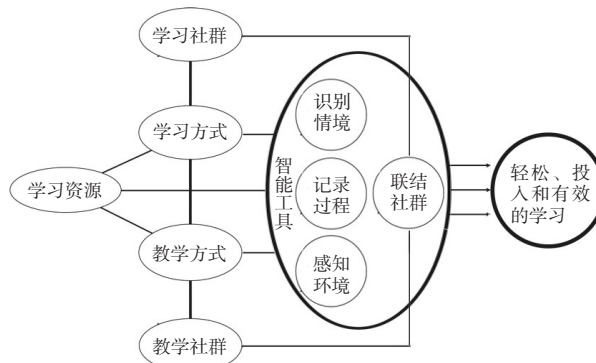 学习社群
学习方式
学习资源
教学方式
教学社群
智能工具
识别
情境
记录
过程
感知
环境
联结
社群
轻松、投
入和有效
的学习